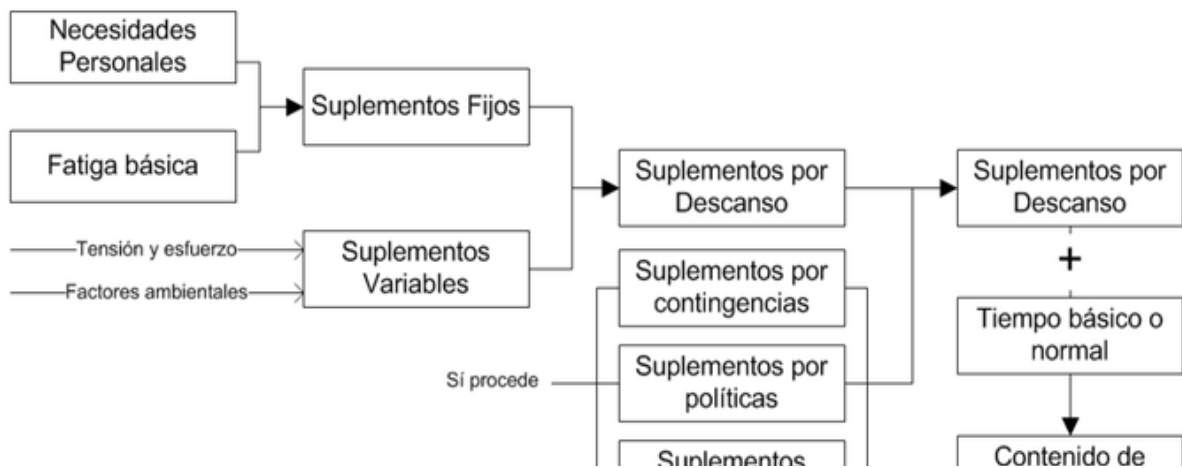 Necesidades
Personales
Fatiga básica
Tensión y esfuerzo
Factores ambientales
Suplementos Fijos
Suplementos
Variables
Sí procede
Suplementos por
Descanso
Suplementos por
contingencias
Suplementos por
políticas
Suplementos
Suplementos por
Descanso
+
Tiempo básico o
normal
Contenido de